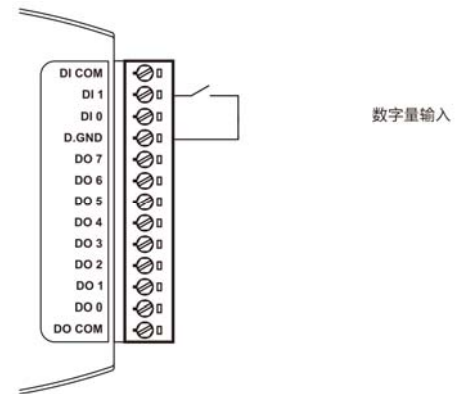 DI COM
DI 1
DI 0
D.GND
DO 7
DO 6
DO 5
DO 4
DO 3
DO 2
DO 1
DO 0
DO COM
数字量输入